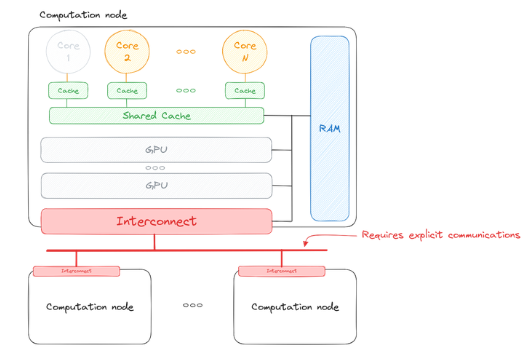 Computation node
Core
1
Core
2
Core
N
Cache
Cache
Cache
Shared Cache
RAM
GPU
GPU
Interconnect
Requires explicit communications
Interconnect
Interconnect
Computation node
Computation node